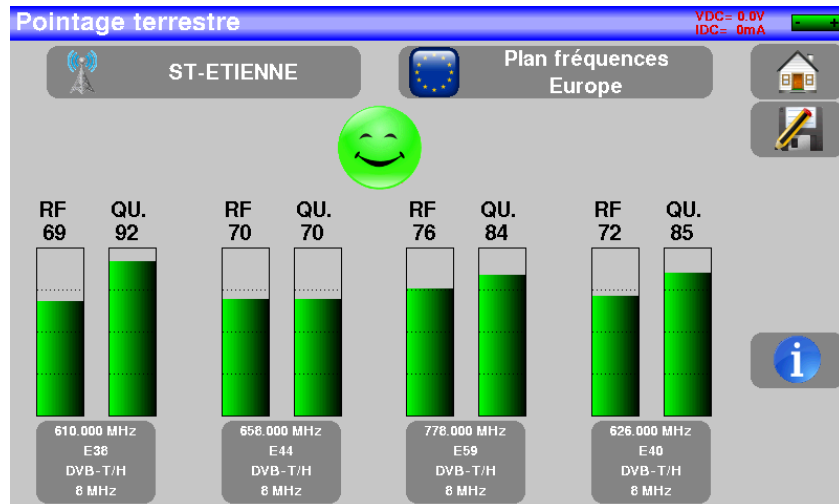 Pointage terrestre
VDC= 0.0V
IDC= 0mA
- +
ST-ETIENNE
Plan fréquences
Europe
RF QU. RF QU. RF QU. RF QU.
69 92 70 70 76 84 72 85
610.000 MHz
E38
DVB-T/H
8 MHz
658.000 MHz
E44
DVB-T/H
8 MHz
778.000 MHz
E59
DVB-T/H
8 MHz
626.000 MHz
E40
DVB-T/H
8 MHz
i